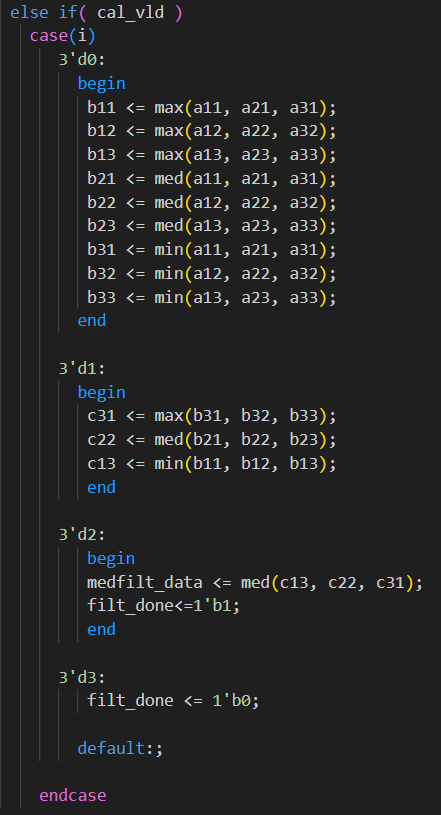 else if( cal_vld )
case(i)
3'd0:
begin
b11 <= max(a11, a21, a31);
b12 <= max(a12, a22, a32);
b13 <= max(a13, a23, a33);
b21 <= med(a11, a21, a31);
b22 <= med(a12, a22, a32);
b23 <= med(a13, a23, a33);
b31 <= min(a11, a21, a31);
b32 <= min(a12, a22, a32);
b33 <= min(a13, a23, a33);
end
3'd1:
begin
c31 <= max(b31, b32, b33);
c22 <= med(b21, b22, b23);
c13 <= min(b11, b12, b13);
end
3'd2:
begin
medfilt_data <= med(c13, c22, c31);
filt_done<=1'b1;
end
3'd3:
filt_done <= 1'b0;
default:;
endcase